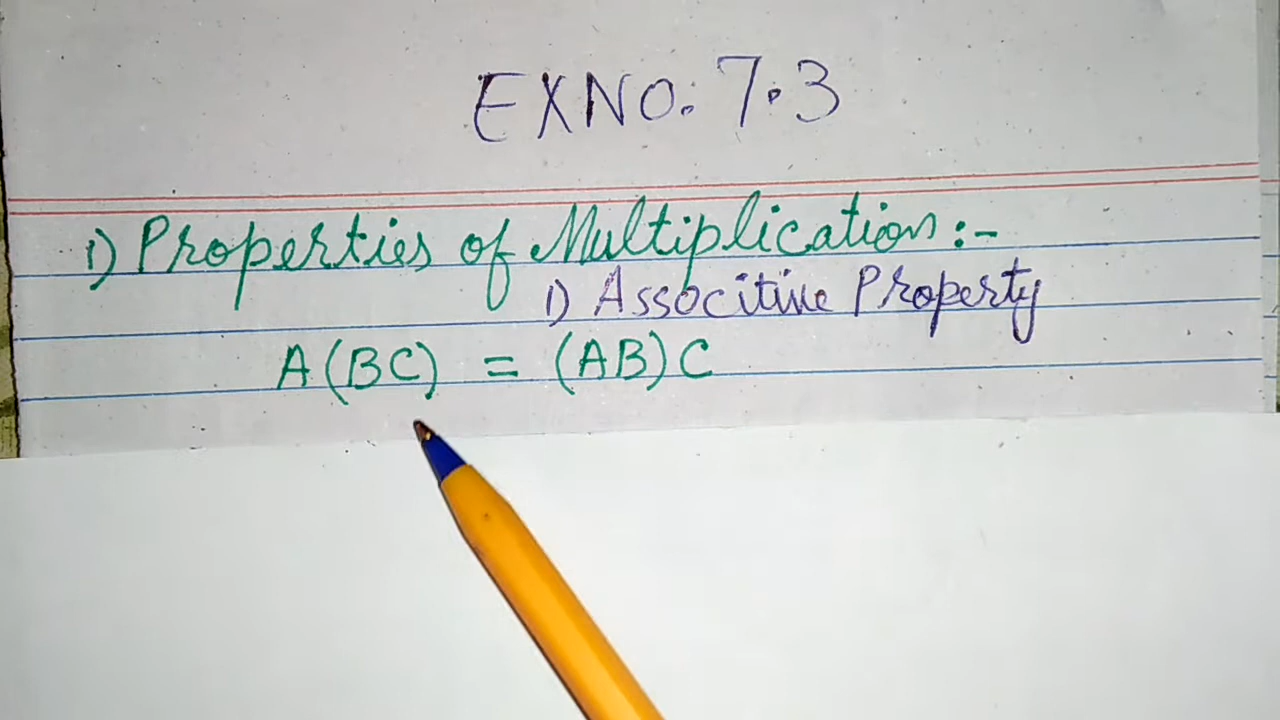 EXNO. 7.3
1) Properties of Multiplication:-
1) Associtive Property
A(BC) = (AB)C